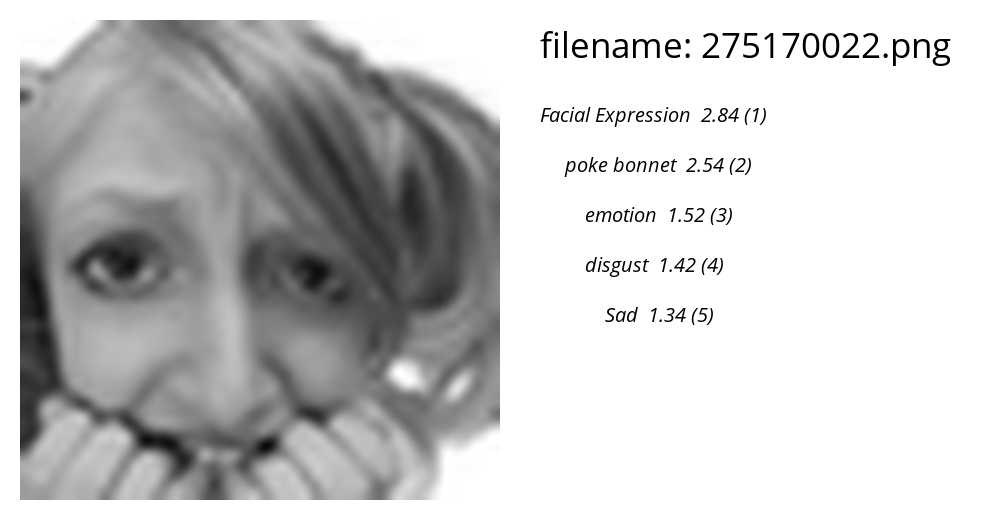 filename: 275170022.png
Facial Expression 2.84 (1)
poke bonnet 2.54 (2)
emotion 1.52 (3)
disgust 1.42 (4)
Sad 1.34 (5)